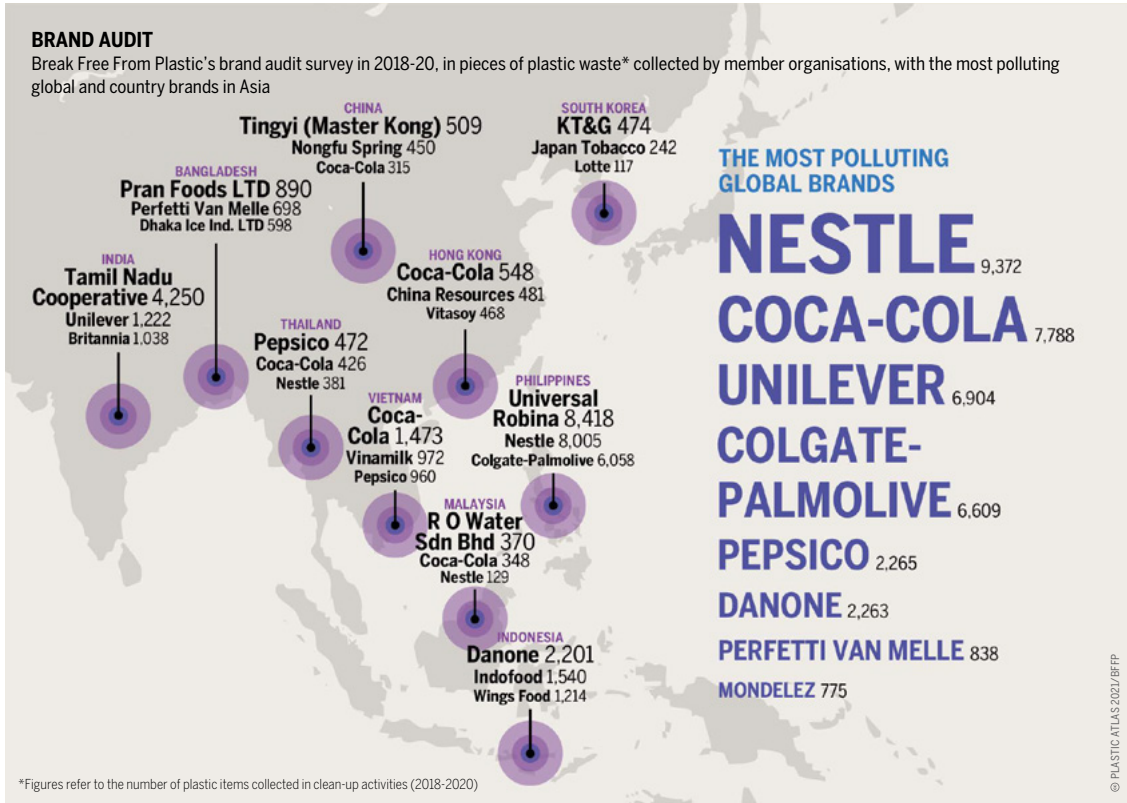 BRAND AUDIT
Break Free From Plastic's brand audit survey in 2018-20, in pieces of plastic waste* collected by member organisations, with the most polluting
global and country brands in Asia
CHINA
Tingyi (Master Kong) 509
Nongfu Spring 450
Coca-Cola 315
SOUTH KOREA
KT&G 474
Japan Tobacco 242
Lotte 117
BANGLADESH
Pran Foods LTD 890
Perfetti Van Melle 698
Dhaka Ice Ind. LTD 598
INDIA
Tamil Nadu
Cooperative 4,250
Unilever 1,222
Britannia 1,038
HONG KONG
Coca-Cola 548
China Resources 481
Vitasoy 468
THAILAND
Pepsico 472
Coca-Cola 426
Nestle 381
VIETNAM
Coca-
Cola 1,473
Vinamilk 972
Pepsico 960
PHILIPPINES
Universal
Robina 8,418
Nestle 8,005
Colgate-Palmolive 6,058
MALAYSIA
R O Water
Sdn Bhd 370
Coca-Cola 348
Nestle 129
INDONESIA
Danone 2,201
Indofood 1,540
Wings Food 1,214
THE MOST POLLUTING
GLOBAL BRANDS
NESTLE 9,372
COCA-COLA 7,788
UNILEVER 6,904
COLGATE-
PALMOLIVE 6,609
PEPSICO 2,265
DANONE 2,263
PERFETTI VAN MELLE 838
MONDELEZ 775
*Figures refer to the number of plastic items collected in clean-up activities (2018-2020)
© PLASTIC ATLAS 2021/BFFP